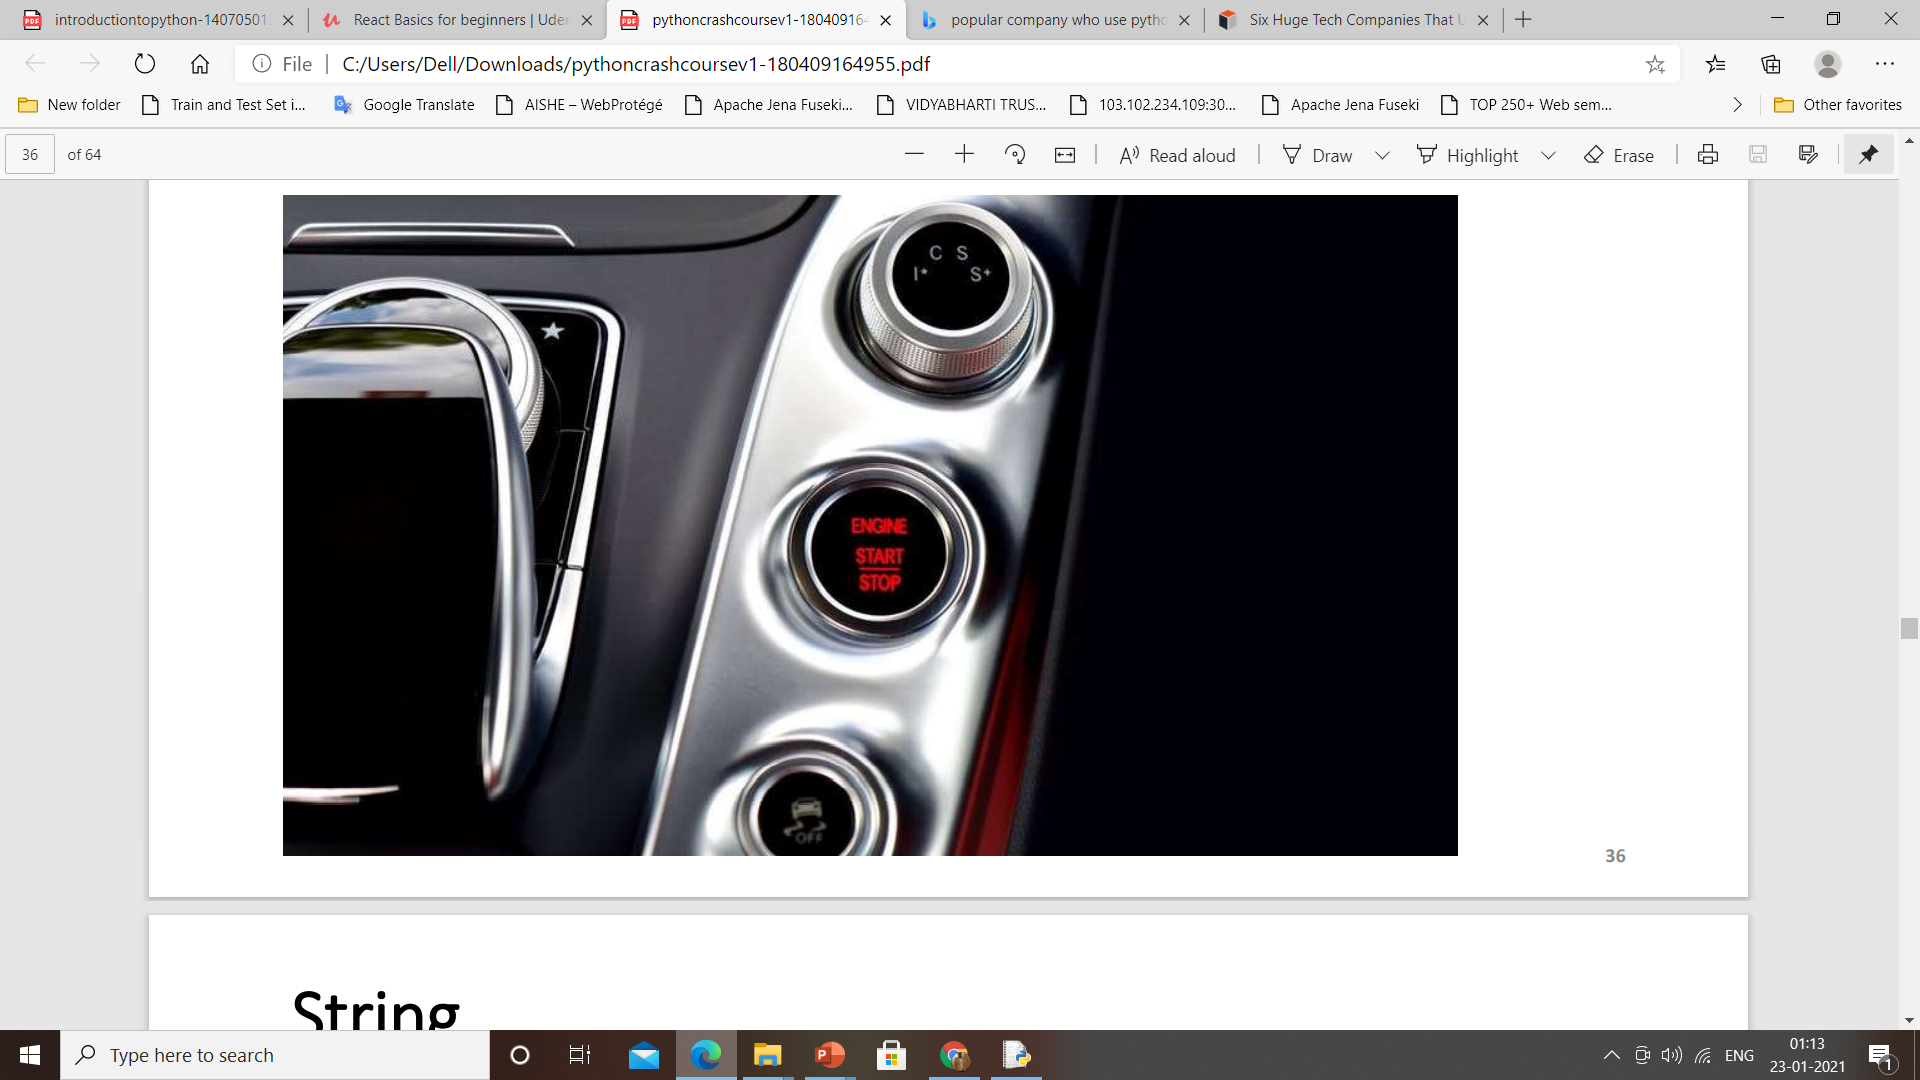 introductiontopython-14070501
React Basics for beginners | Uder
pythoncrashcoursev1-180409164
popular company who use pytho
Six Huge Tech Companies That U
File
C:/Users/Dell/Downloads/pythoncrashcoursev1-180409164955.pdf
New folder
Train and Test Set i...
Google Translate
AISHE – WebProtégé
Apache Jena Fuseki...
VIDYABHARTI TRUS...
103.102.234.109:30...
Apache Jena Fuseki
TOP 250+ Web sem...
Other favorites
36 of 64
Read aloud
Draw
Highlight
Erase
C S
I* S+
ENGINE
START
STOP
OFF
36
String
Type here to search
ENG
01:13
23-01-2021
1